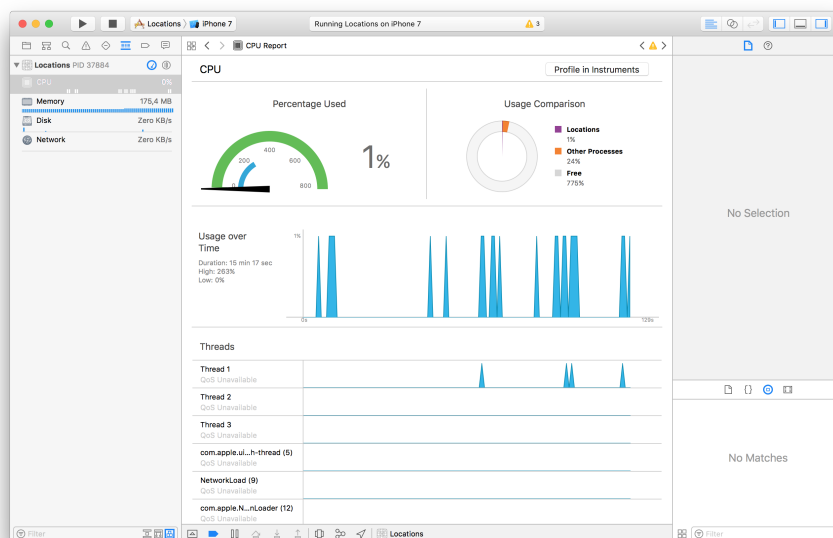 Locations
iPhone 7
Running Locations on iPhone 7
3
CPU Report
Locations PID 37884
CPU 0%
Memory 175,4 MB
Disk Zero KB/s
Network Zero KB/s
Filter
CPU
Profile in Instruments
Percentage Used
0
200
400
600
800
1%
Usage Comparison
Locations
1%
Other Processes
24%
Free
775%
Usage over
Time
Duration: 15 min 17 sec
High: 263%
Low: 0%
1%
0s
129s
Threads
Thread 1
QoS Unavailable
Thread 2
QoS Unavailable
Thread 3
QoS Unavailable
com.apple.ui...h-thread (5)
QoS Unavailable
NetworkLoad (9)
QoS Unavailable
com.apple.N...nLoader (12)
QoS Unavailable
Locations
No Selection
{}
No Matches
Filter